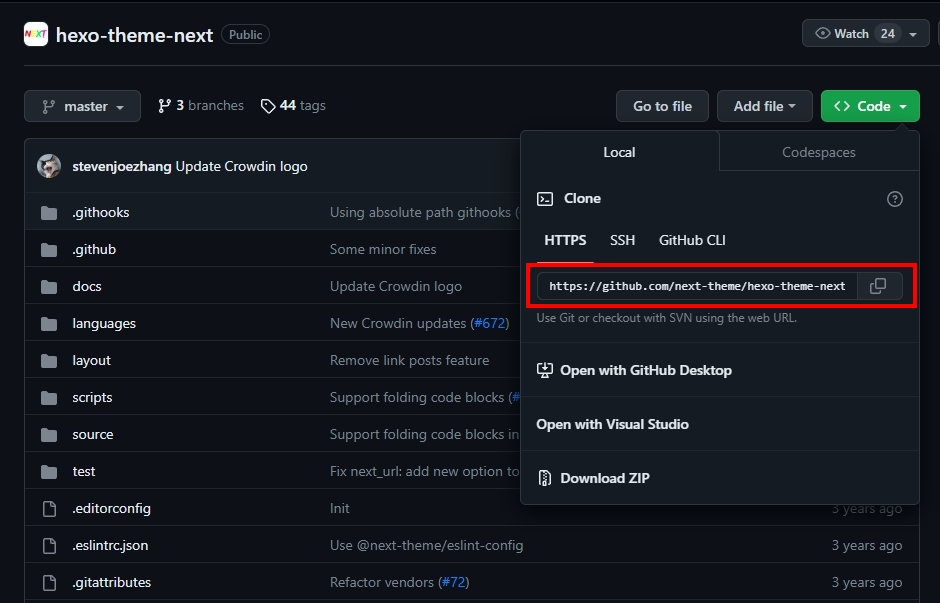 NEXT hexo-theme-next Public Watch 24
master 3 branches 44 tags Go to file Add file Code
stevenjoezhang Update Crowdin logo
.githooks Using absolute path githooks (
.github Some minor fixes
docs Update Crowdin logo
languages New Crowdin updates (#672)
layout Remove link posts feature
scripts Support folding code blocks (#
source Support folding code blocks in
test Fix next_url: add new option to
.editorconfig Init 3 years ago
.eslintrc.json Use @next-theme/eslint-config 3 years ago
.gitattributes Refactor vendors (#72) 3 years ago
Local Codespaces
Clone
HTTPS SSH GitHub CLI
https://github.com/next-theme/hexo-theme-next
Use Git or checkout with SVN using the web URL.
Open with GitHub Desktop
Open with Visual Studio
Download ZIP